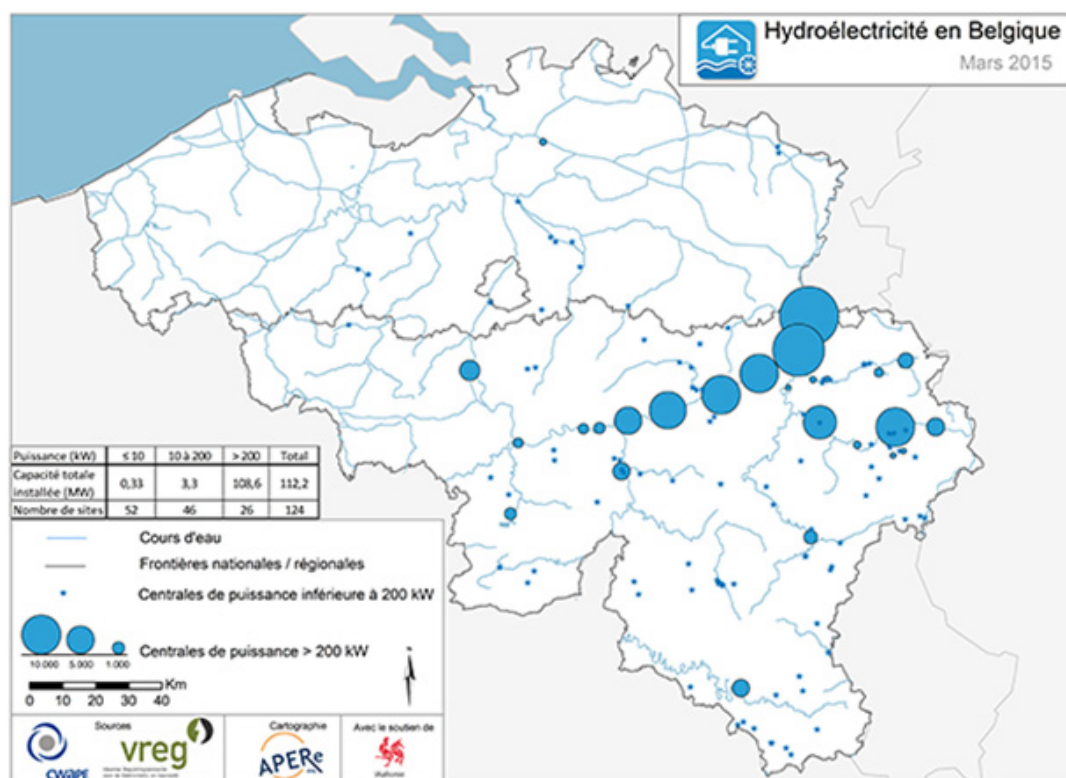 Hydroélectricité en Belgique
Mars 2015
Puissance (kW) ≤ 10 10 à 200 > 200 Total
Capacité totale
installée (MW) 0,33 3,3 108,6 112,2
Nombre de sites 52 46 26 124
Cours d'eau
Frontières nationales / régionales
Centrales de puissance inférieure à 200 kW
Centrales de puissance > 200 kW
10.000 5.000 1.000
Km
0 10 20 30 40
Sources
Cartographie
Avec le soutien de
CWaPE
vreg
APERe
Wallonie